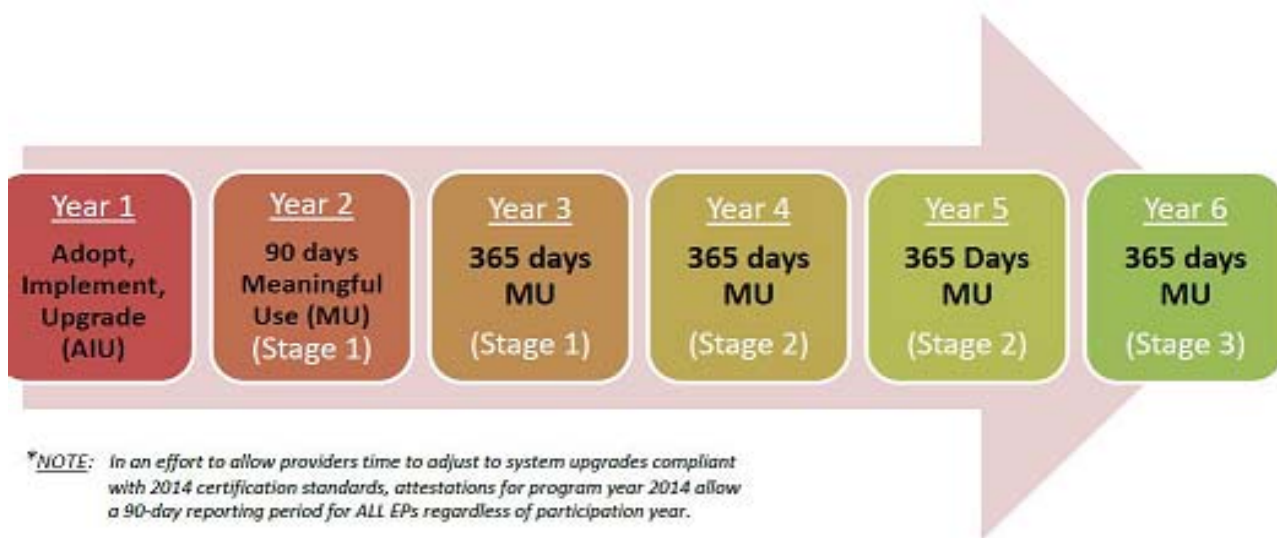 Year 1
Adopt,
Implement,
Upgrade
(AIU)
Year 2
90 days
Meaningful
Use (MU)
(Stage 1)
Year 3
365 days
MU
(Stage 1)
Year 4
365 days
MU
(Stage 2)
Year 5
365 Days
MU
(Stage 2)
Year 6
365 days
MU
(Stage 3)
*NOTE: In an effort to allow providers time to adjust to system upgrades compliant
with 2014 certification standards, attestations for program year 2014 allow
a 90-day reporting period for ALL EPs regardless of participation year.